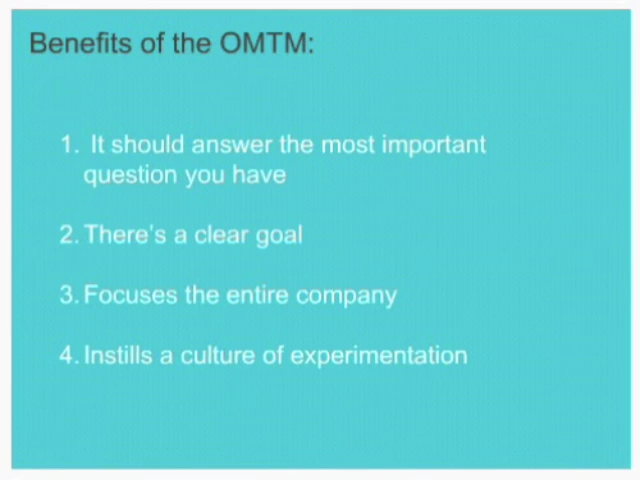 Benefits of the OMTM:
1. It should answer the most important
question you have
2. There's a clear goal
3. Focuses the entire company
4. Instills a culture of experimentation